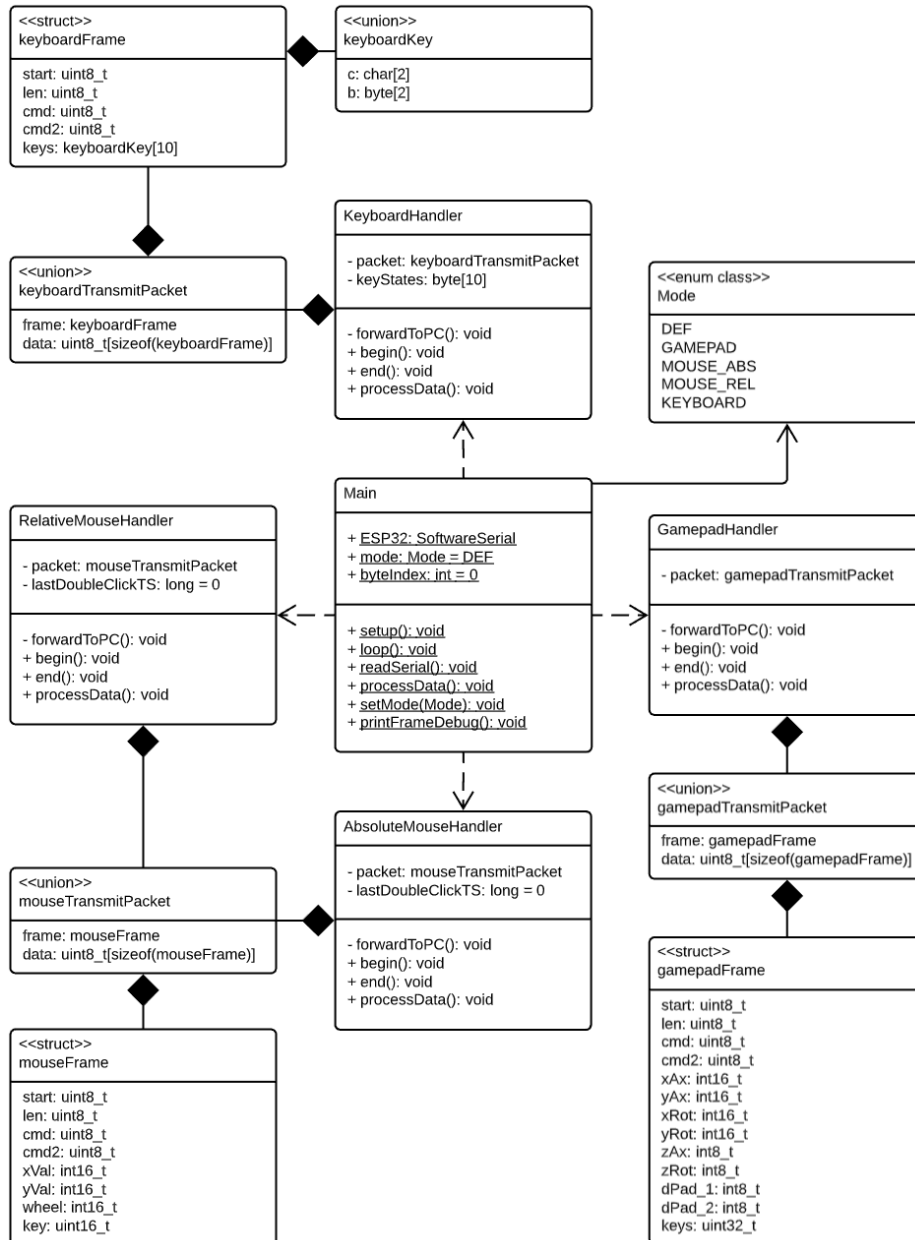 <<struct>>
keyboardFrame
start: uint8_t
len: uint8_t
cmd: uint8_t
cmd2: uint8_t
keys: keyboardKey[10]
<<union>>
keyboardKey
c: char[2]
b: byte[2]
KeyboardHandler
- packet: keyboardTransmitPacket
- keyStates: byte[10]
- forwardToPC(): void
+ begin(): void
+ end(): void
+ processData(): void
<<union>>
keyboardTransmitPacket
frame: keyboardFrame
data: uint8_t[sizeof(keyboardFrame)]
<<enum class>>
Mode
DEF
GAMEPAD
MOUSE_ABS
MOUSE_REL
KEYBOARD
Main
+ ESP32: SoftwareSerial
+ mode: Mode = DEF
+ byteIndex: int = 0
+ setup(): void
+ loop(): void
+ readSerial(): void
+ processData(): void
+ setMode(Mode): void
+ printFrameDebug(): void
RelativeMouseHandler
- packet: mouseTransmitPacket
- lastDoubleClickTS: long = 0
- forwardToPC(): void
+ begin(): void
+ end(): void
+ processData(): void
GamepadHandler
- packet: gamepadTransmitPacket
- forwardToPC(): void
+ begin(): void
+ end(): void
+ processData(): void
<<union>>
gamepadTransmitPacket
frame: gamepadFrame
data: uint8_t[sizeof(gamepadFrame)]
AbsoluteMouseHandler
- packet: mouseTransmitPacket
- lastDoubleClickTS: long = 0
- forwardToPC(): void
+ begin(): void
+ end(): void
+ processData(): void
<<union>>
mouseTransmitPacket
frame: mouseFrame
data: uint8_t[sizeof(mouseFrame)]
<<struct>>
mouseFrame
start: uint8_t
len: uint8_t
cmd: uint8_t
cmd2: uint8_t
xVal: int16_t
yVal: int16_t
wheel: int16_t
key: uint16_t
<<struct>>
gamepadFrame
start: uint8_t
len: uint8_t
cmd: uint8_t
cmd2: uint8_t
xAx: int16_t
yAx: int16_t
xRot: int16_t
yRot: int16_t
zAx: int8_t
zRot: int8_t
dPad_1: int8_t
dPad_2: int8_t
keys: uint32_t